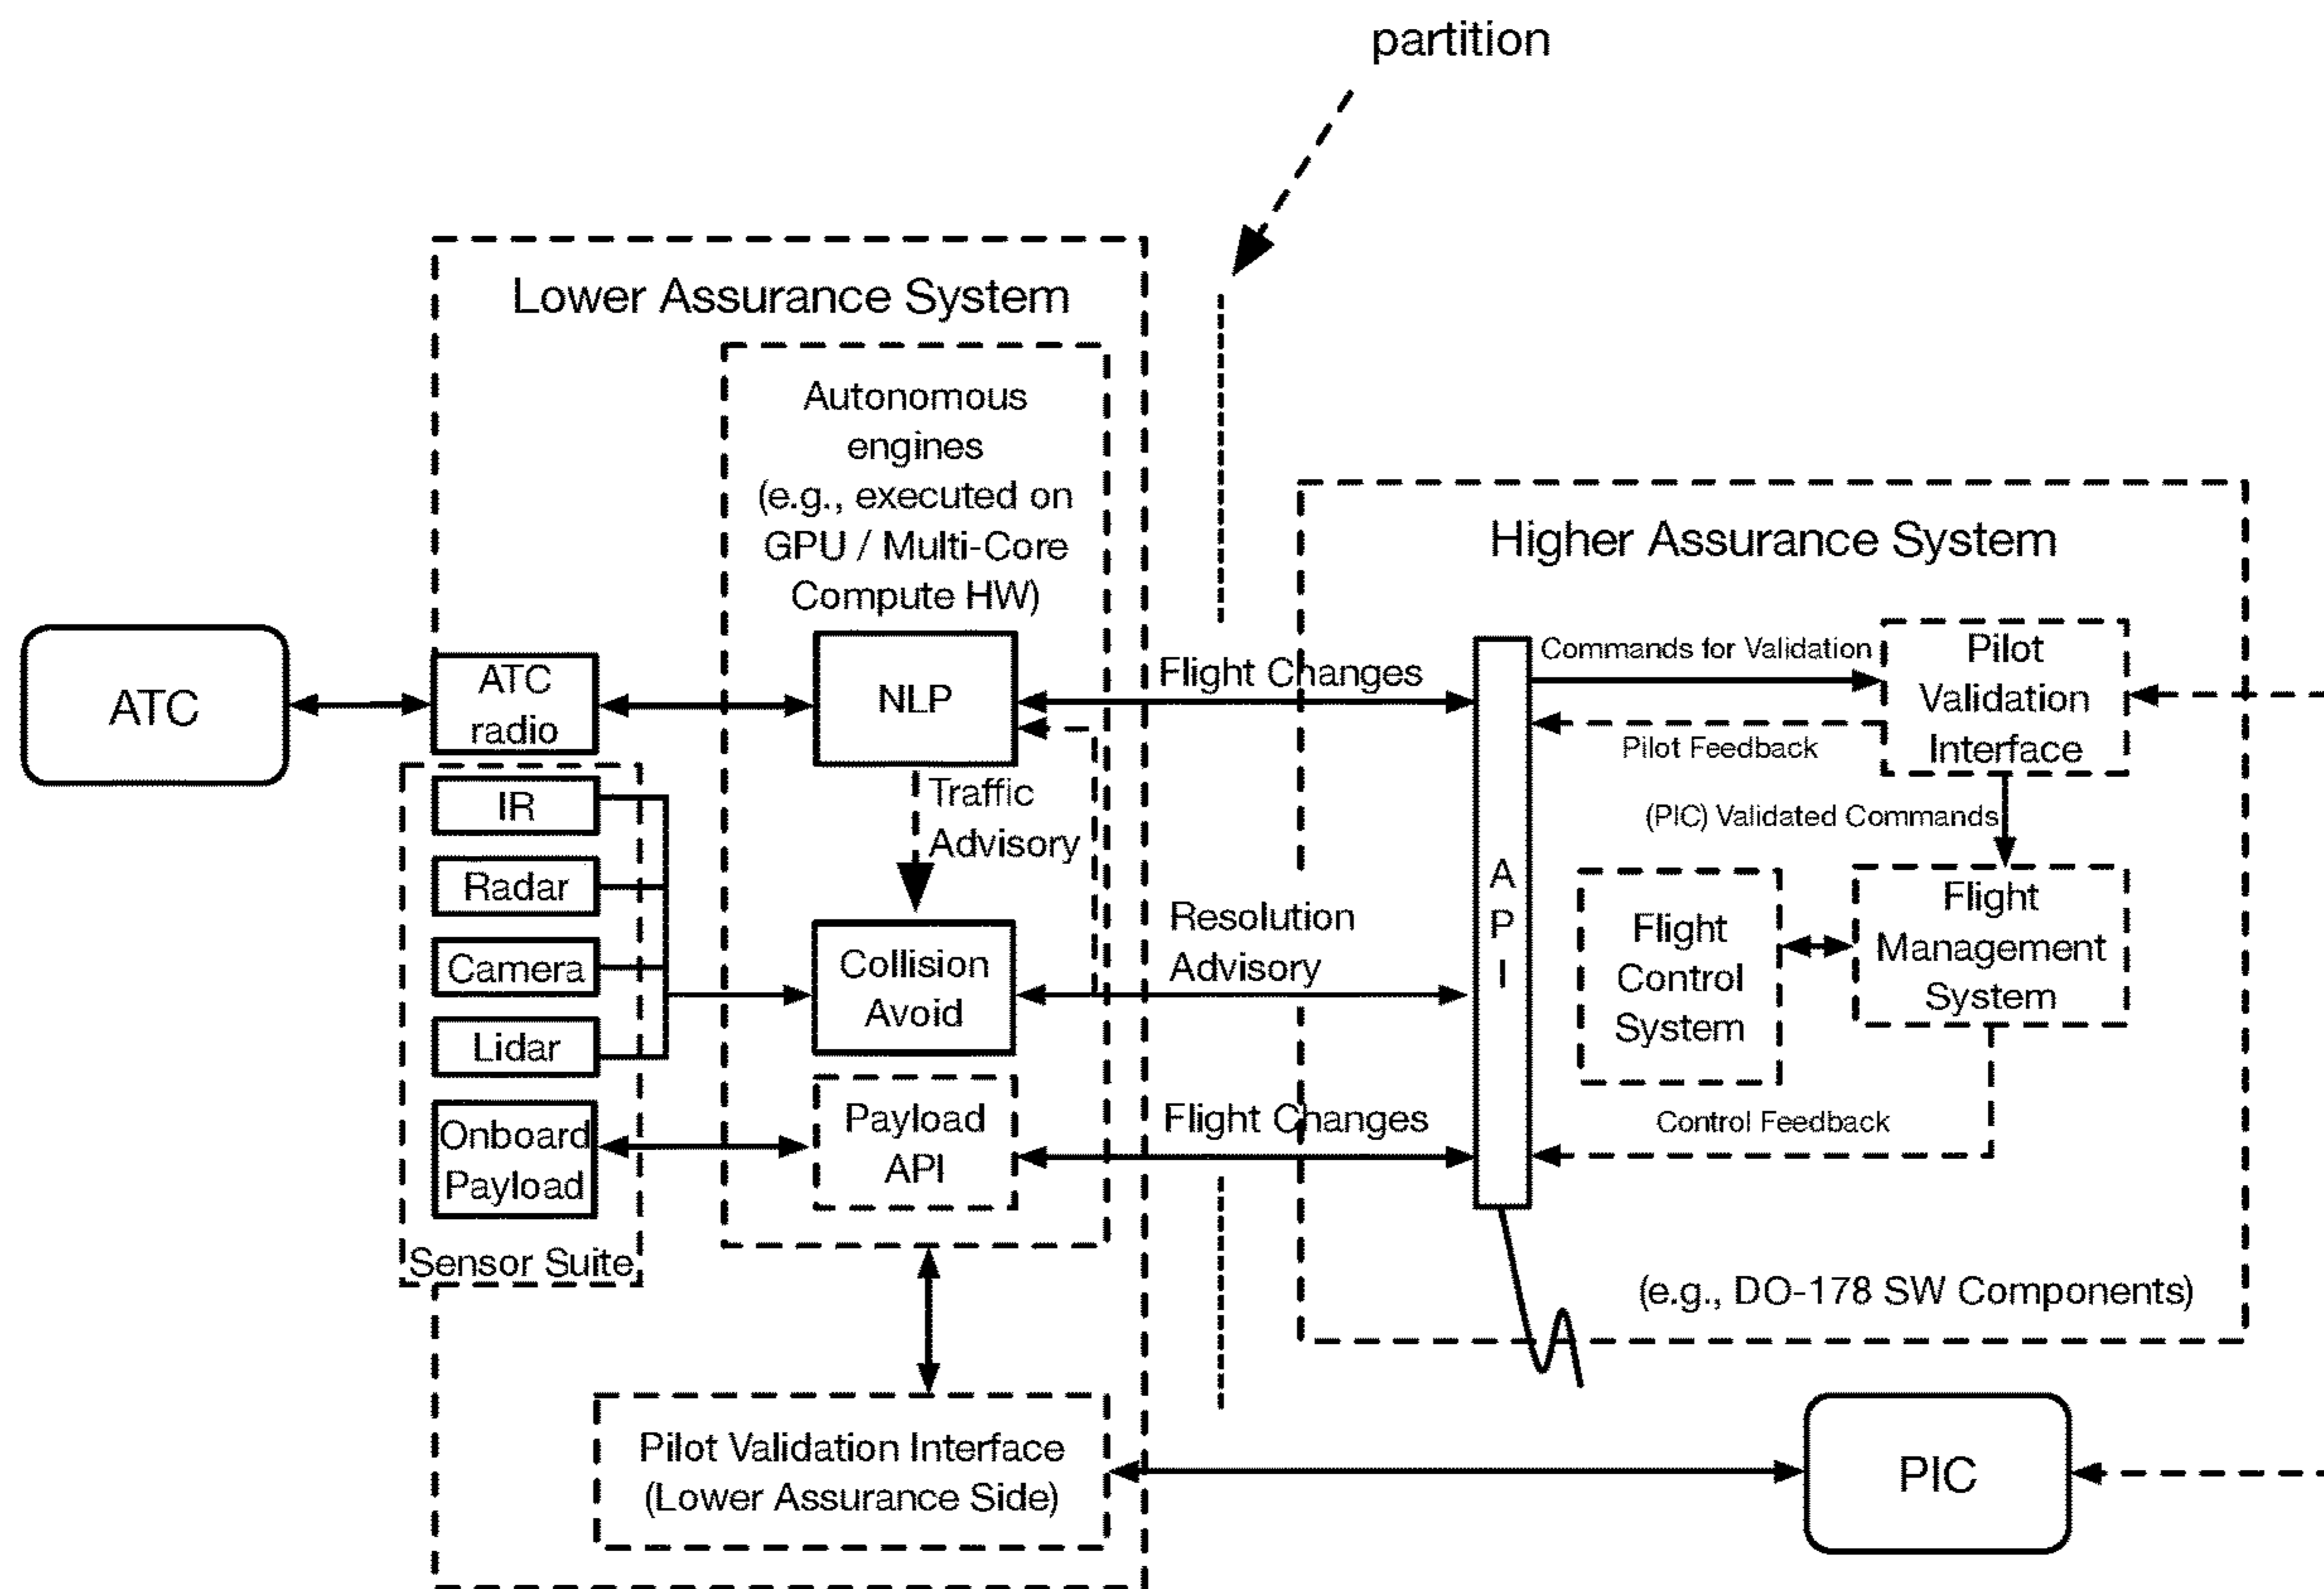 partition
Lower Assurance System
Autonomous
engines
(e.g., executed on
GPU / Multi-Core
Compute HW)
Higher Assurance System
ATC
ATC
radio
NLP
Flight Changes
Commands for Validation
Pilot
Validation
Interface
Pilot Feedback
IR
Traffic
Advisory
(PIC) Validated Commands
Radar
Camera
Lidar
Collision
Avoid
Resolution
Advisory
A
P
I
Flight
Control
System
Flight
Management
System
Onboard
Payload
Payload
API
Flight Changes
Control Feedback
Sensor Suite
(e.g., DO-178 SW Components)
Pilot Validation Interface
(Lower Assurance Side)
PIC